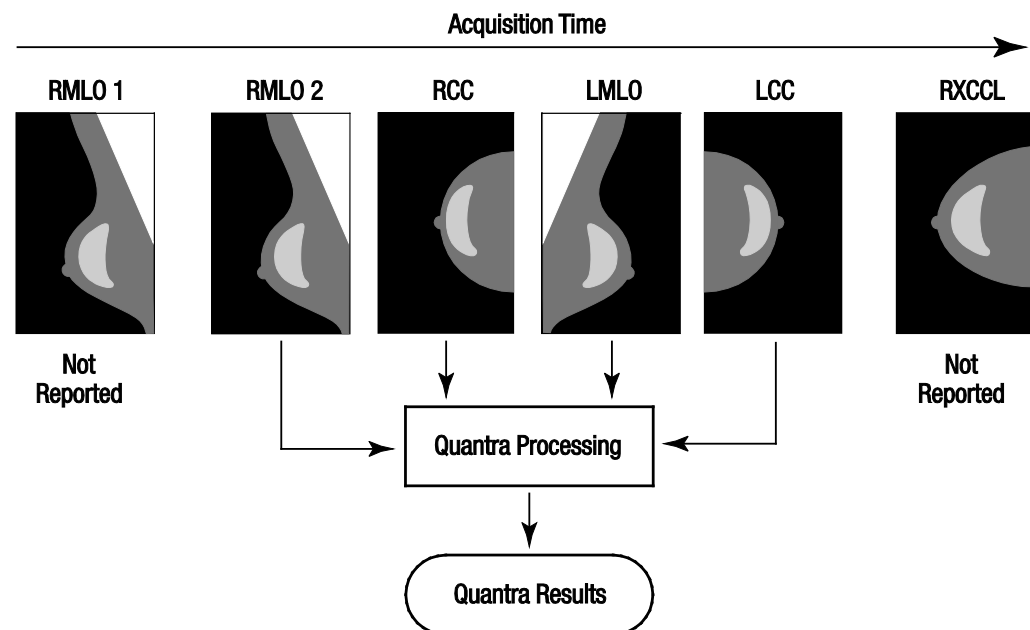 Acquisition Time
RMLO 1
RMLO 2
RCC
LMLO
LCC
RXCCL
Not
Reported
Not
Reported
Quantra Processing
Quantra Results